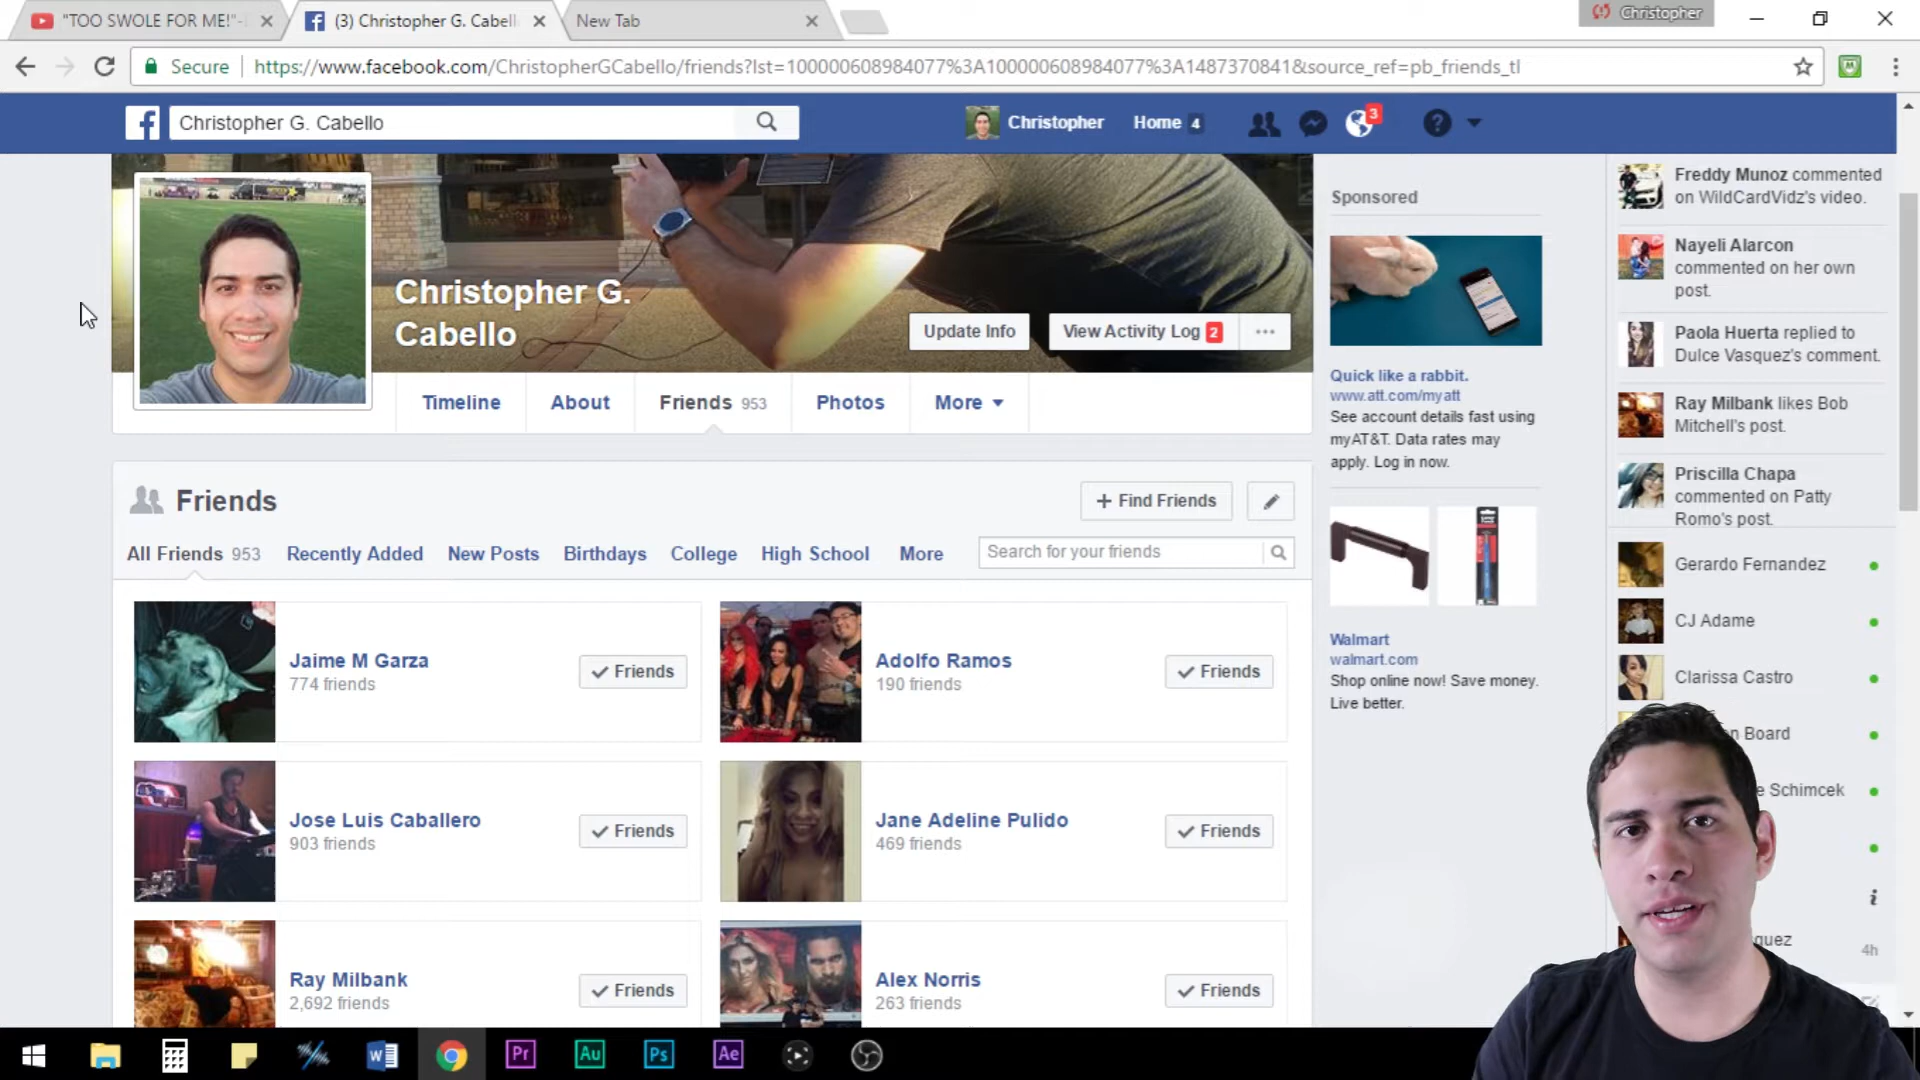 "TOO SWOLE FOR ME!"-
(3) Christopher G. Cabell
New Tab
Christopher
Secure
https://www.facebook.com/ChristopherGCabello/friends?lst=100000608984077%3A100000608984077%3A1487370841&source_ref=pb_friends_tl
Christopher G. Cabello
Christopher
Home 4
3
?
Christopher G.
Cabello
Update Info
View Activity Log 2
Timeline
About
Friends 953
Photos
More
Friends
+ Find Friends
All Friends 953
Recently Added
New Posts
Birthdays
College
High School
More
Search for your friends
Jaime M Garza
774 friends
Friends
Adolfo Ramos
190 friends
Friends
Jose Luis Caballero
903 friends
Friends
Jane Adeline Pulido
469 friends
Friends
Ray Milbank
2,692 friends
Friends
Alex Norris
263 friends
Friends
Sponsored
Quick like a rabbit.
www.att.com/myatt
See account details fast using
myAT&T. Data rates may
apply. Log in now.
Walmart
walmart.com
Shop online now! Save money.
Live better.
Freddy Munoz commented
on WildCardVidz's video.
Nayeli Alarcon
commented on her own
post.
Paola Huerta replied to
Dulce Vasquez's comment.
Ray Milbank likes Bob
Mitchell's post.
Priscilla Chapa
commented on Patty
Romo's post.
Gerardo Fernandez
CJ Adame
Clarissa Castro
n Board
e Schimcek
quez
4h
Pr
Au
Ps
Ae